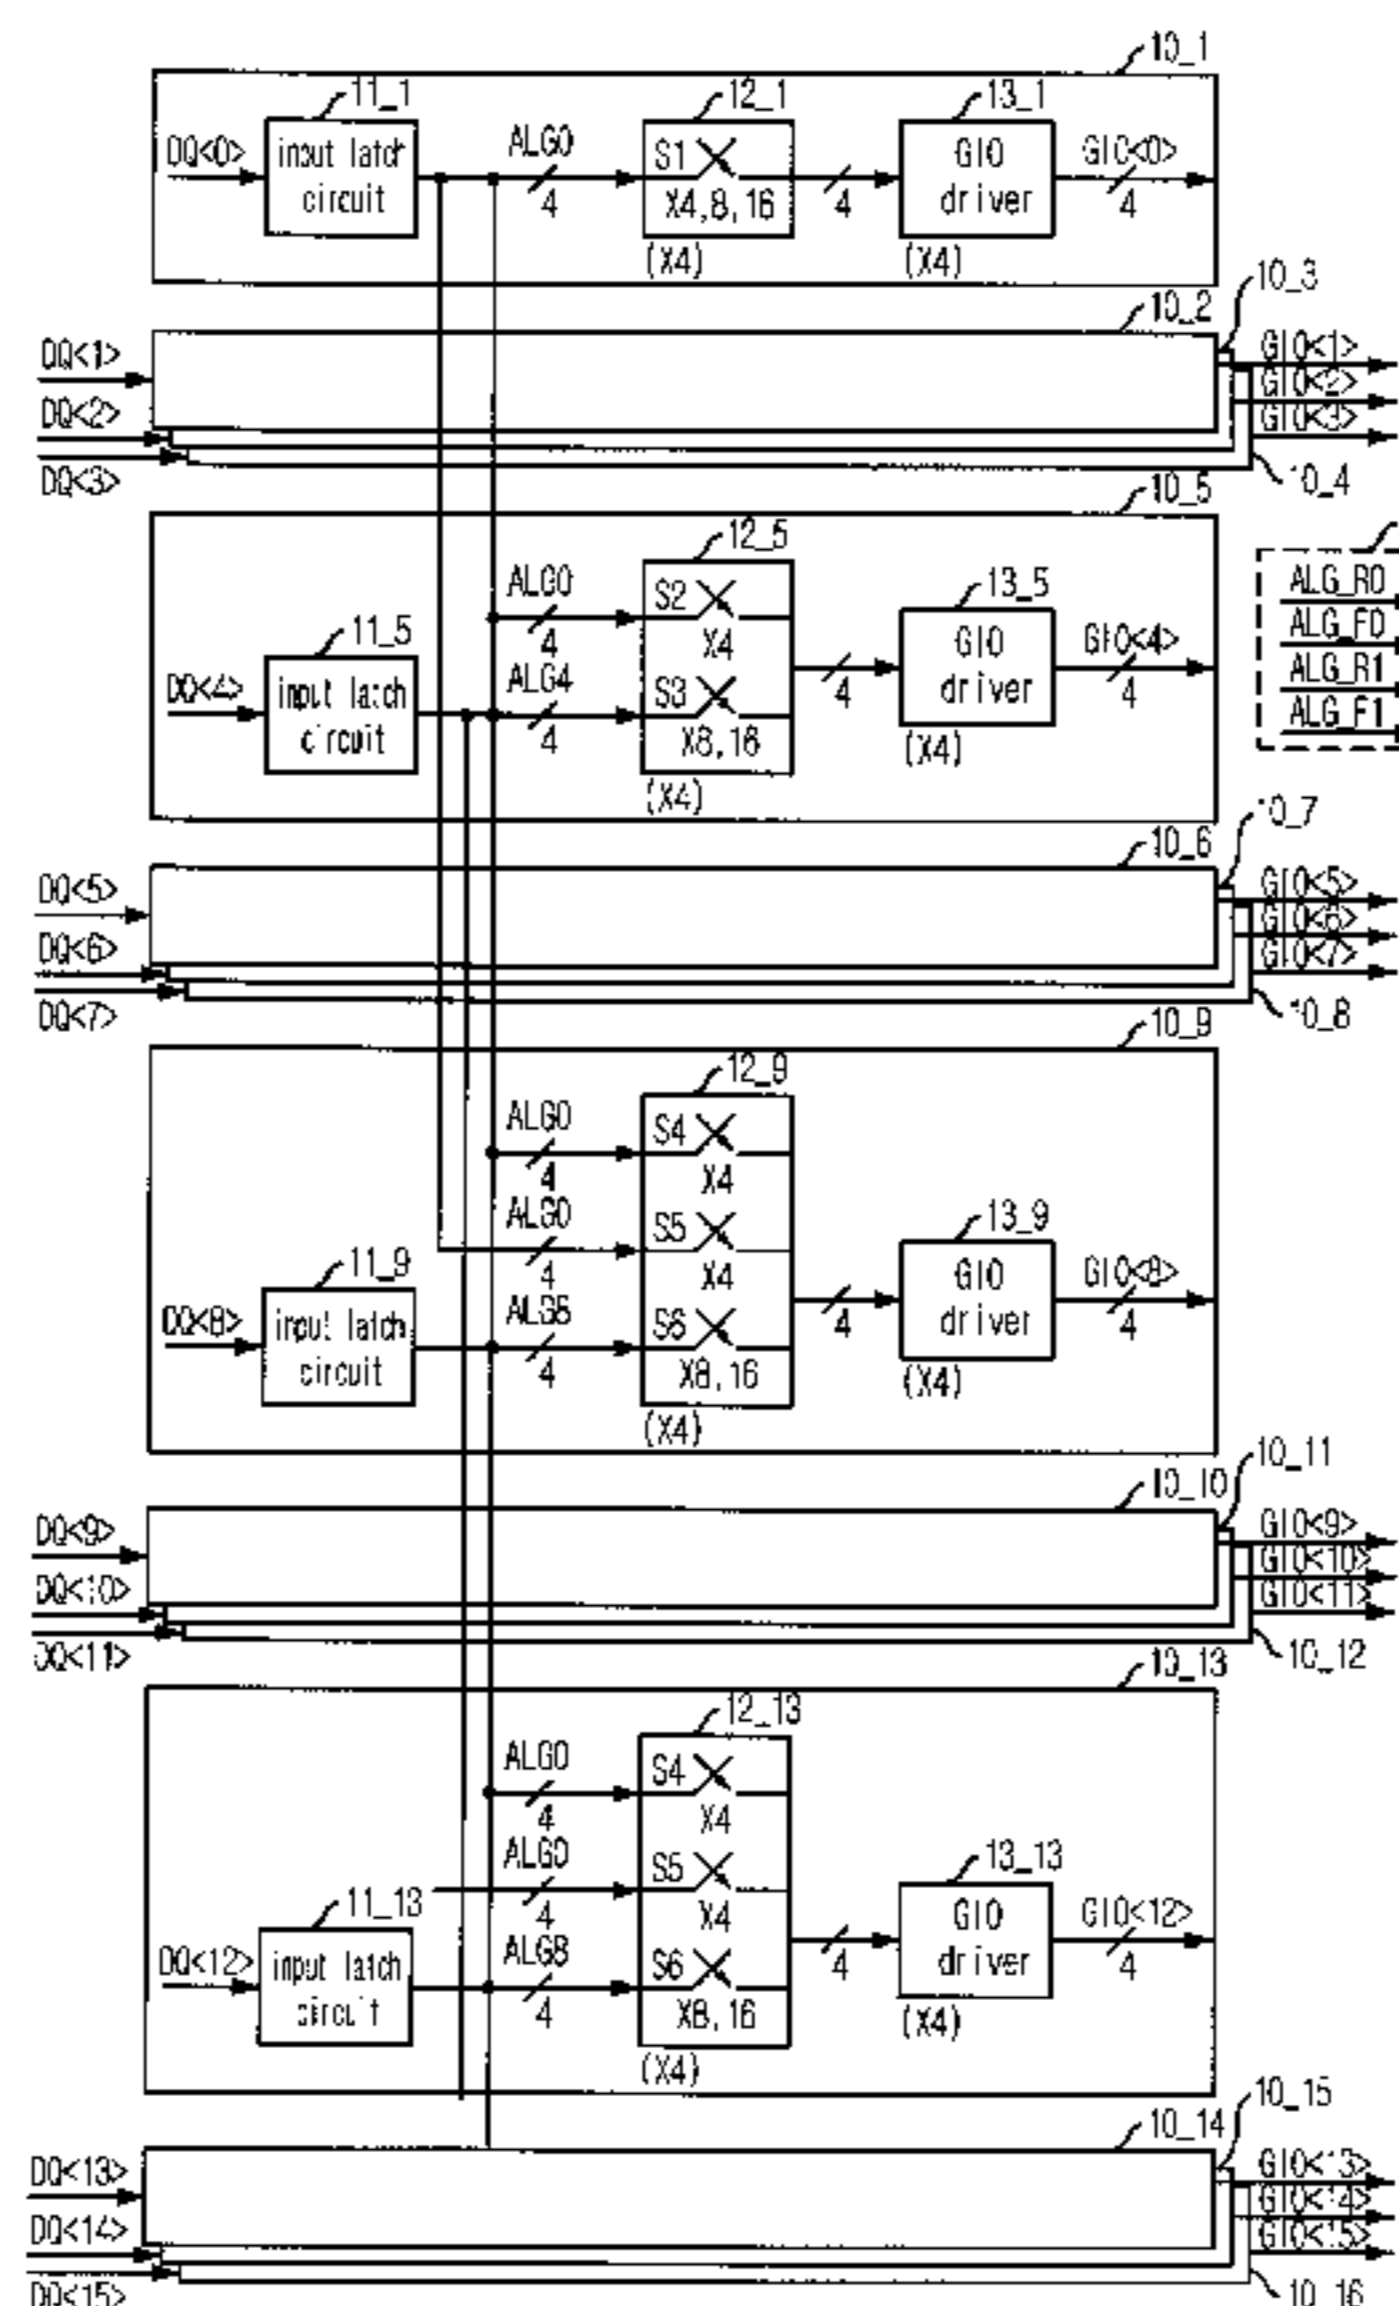 10_1
11_1
12_1
13_1
DQ<0>
input latch
circuit
ALG0
4
S1
X4,8,16
(X4)
4
GIO
driver
(X4)
GIO<0>
4
10_3
10_2
DQ<1>
DQ<2>
DQ<3>
GIO<1>
GIO<2>
GIO<3>
10_4
10_5
12_5
13_5
11_5
DQ<4>
input latch
circuit
ALG0
4
ALG4
4
S2
X4
S3
X8,16
(X4)
4
GIO
driver
(X4)
GIO<4>
4
ALG_R0
ALG_F0
ALG_R1
ALG_F1
10_7
10_6
DQ<5>
DQ<6>
DQ<7>
GIO<5>
GIO<6>
GIO<7>
10_8
10_9
12_9
13_9
11_9
DQ<8>
input latch
circuit
ALG0
4
ALG0
4
ALG8
4
S4
X4
S5
X4
S6
X8,16
(X4)
4
GIO
driver
(X4)
GIO<8>
4
10_11
10_10
DQ<9>
DQ<10>
DQ<11>
GIO<9>
GIO<10>
GIO<11>
10_12
10_13
12_13
13_13
11_13
DQ<12>
input latch
circuit
ALG0
4
ALG0
4
ALG8
4
S4
X4
S5
X4
S6
X8,16
(X4)
4
GIO
driver
(X4)
GIO<12>
4
10_15
10_14
DQ<13>
DQ<14>
DQ<15>
GIO<13>
GIO<14>
GIO<15>
10_16